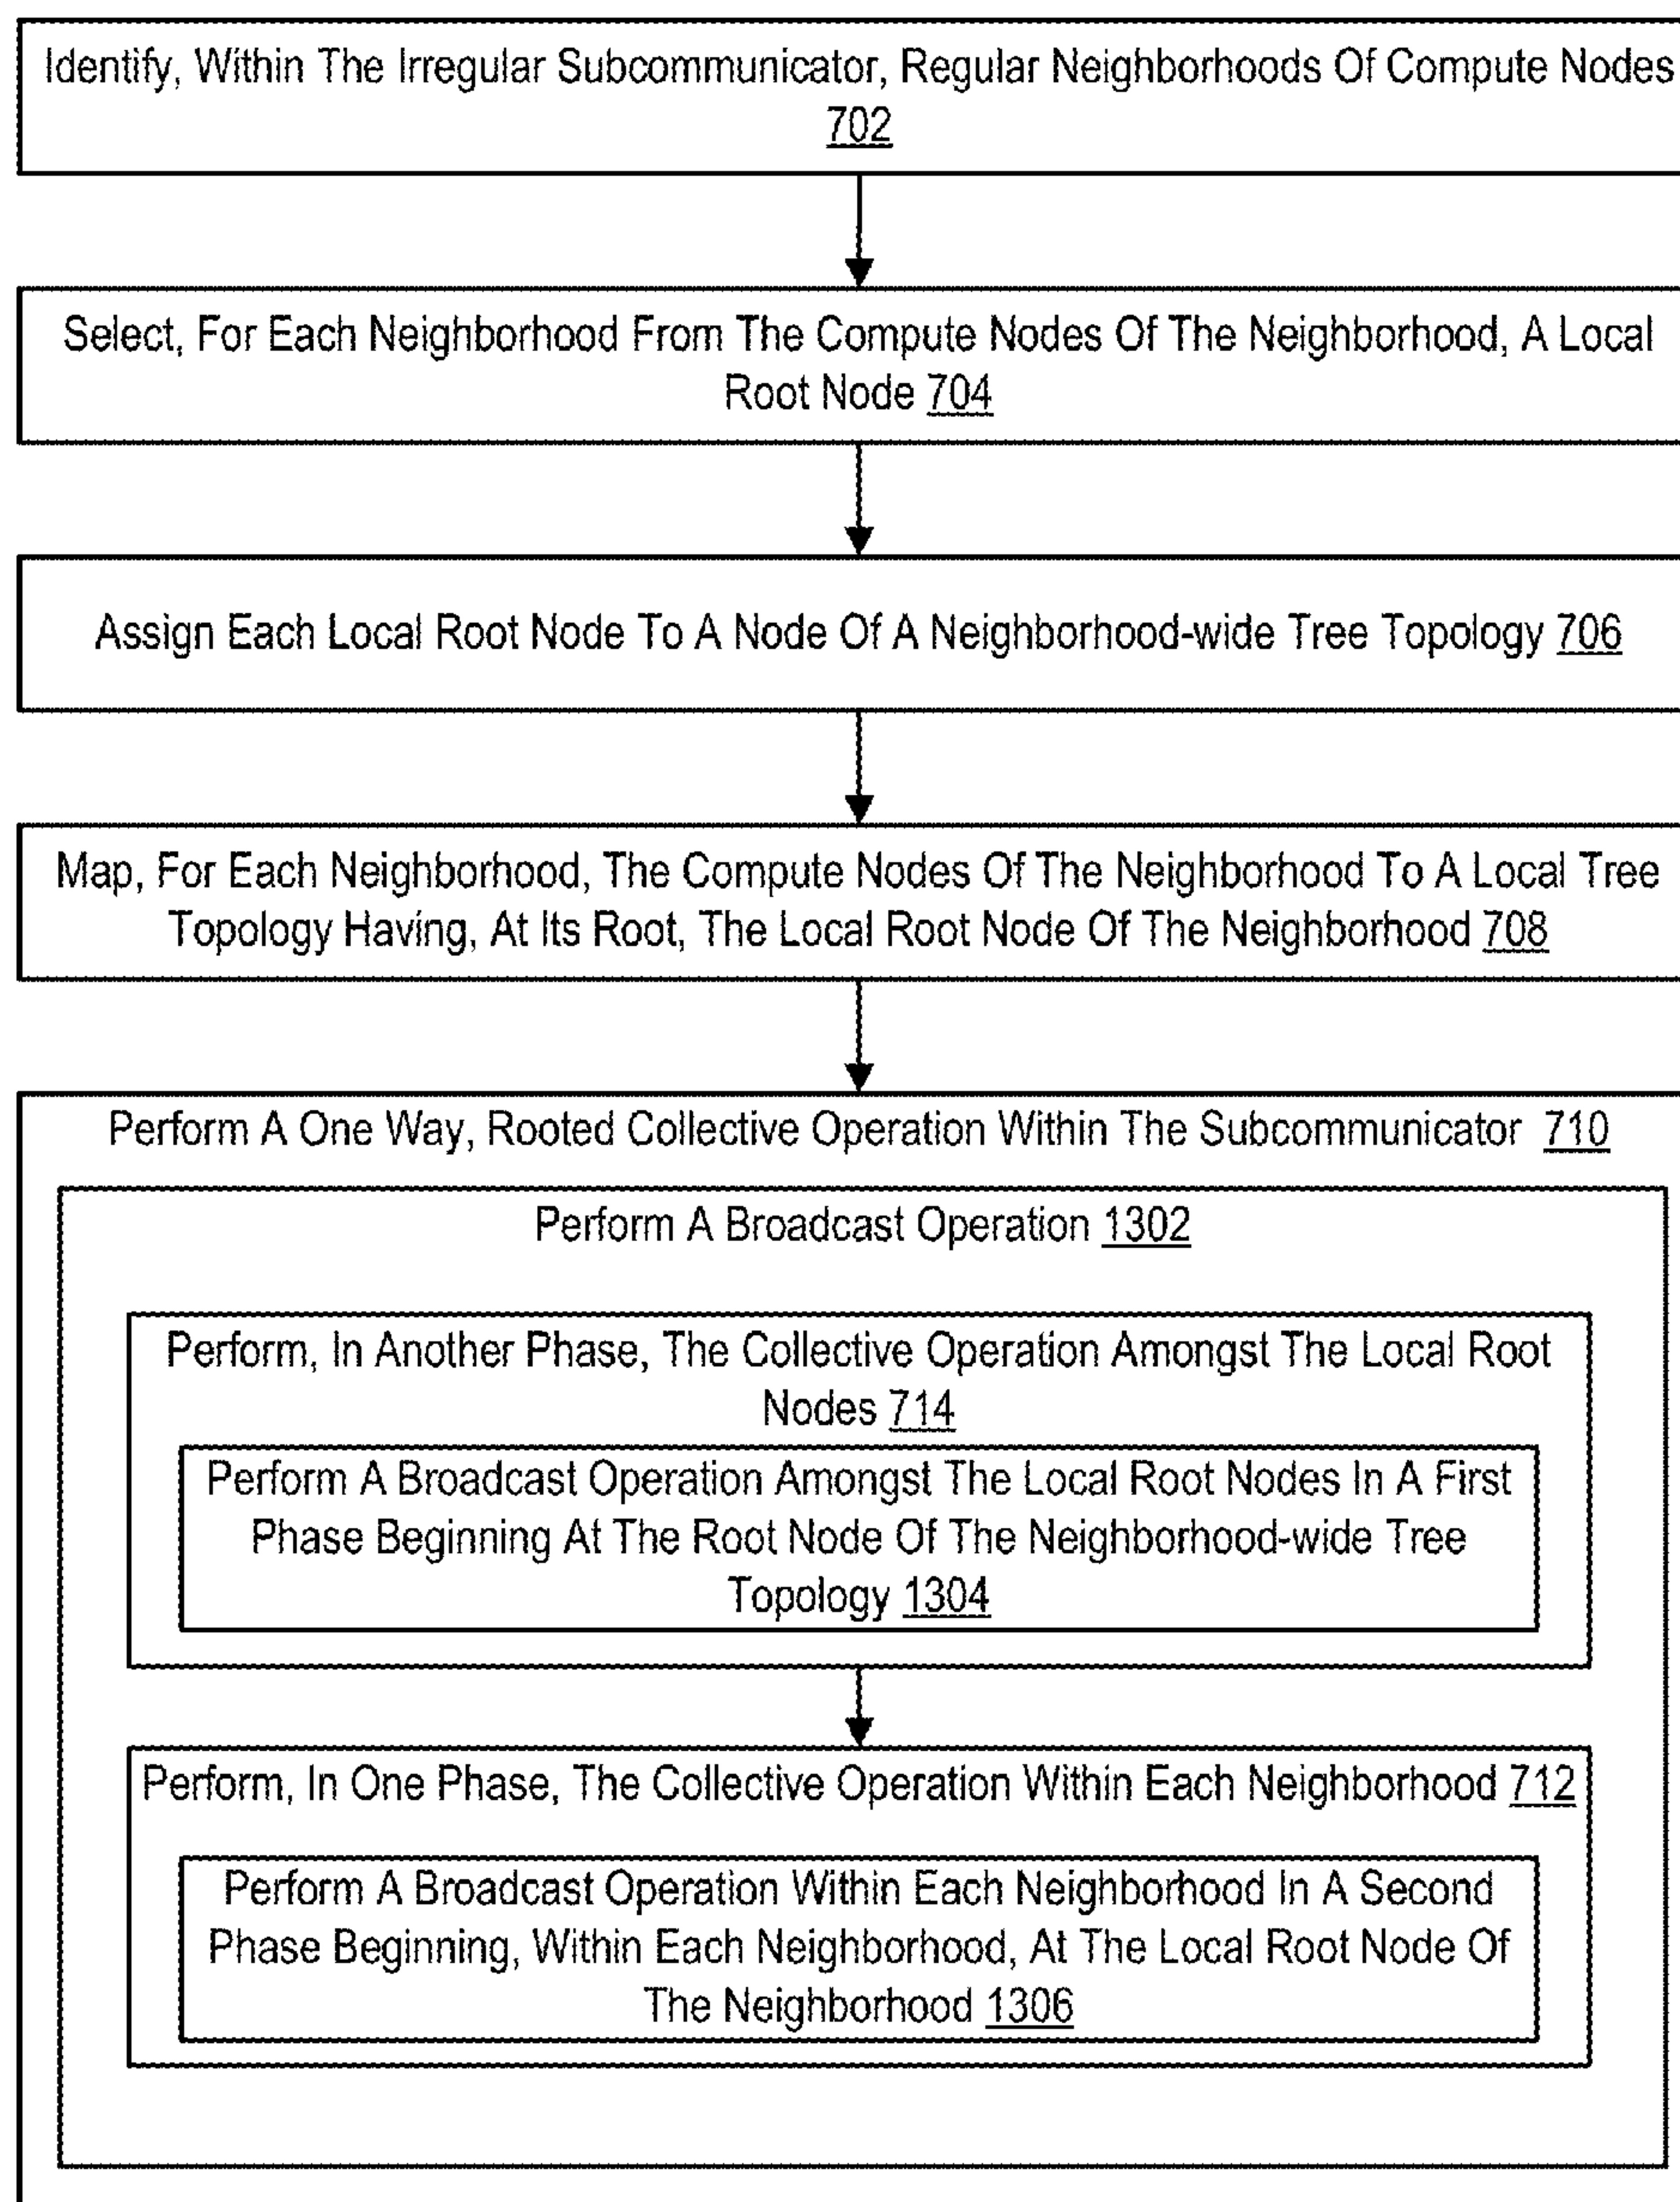 Identify, Within The Irregular Subcommunicator, Regular Neighborhoods Of Compute Nodes
702
Select, For Each Neighborhood From The Compute Nodes Of The Neighborhood, A Local
Root Node 704
Assign Each Local Root Node To A Node Of A Neighborhood-wide Tree Topology 706
Map, For Each Neighborhood, The Compute Nodes Of The Neighborhood To A Local Tree
Topology Having, At Its Root, The Local Root Node Of The Neighborhood 708
Perform A One Way, Rooted Collective Operation Within The Subcommunicator 710
Perform A Broadcast Operation 1302
Perform, In Another Phase, The Collective Operation Amongst The Local Root
Nodes 714
Perform A Broadcast Operation Amongst The Local Root Nodes In A First
Phase Beginning At The Root Node Of The Neighborhood-wide Tree
Topology 1304
Perform, In One Phase, The Collective Operation Within Each Neighborhood 712
Perform A Broadcast Operation Within Each Neighborhood In A Second
Phase Beginning, Within Each Neighborhood, At The Local Root Node Of
The Neighborhood 1306